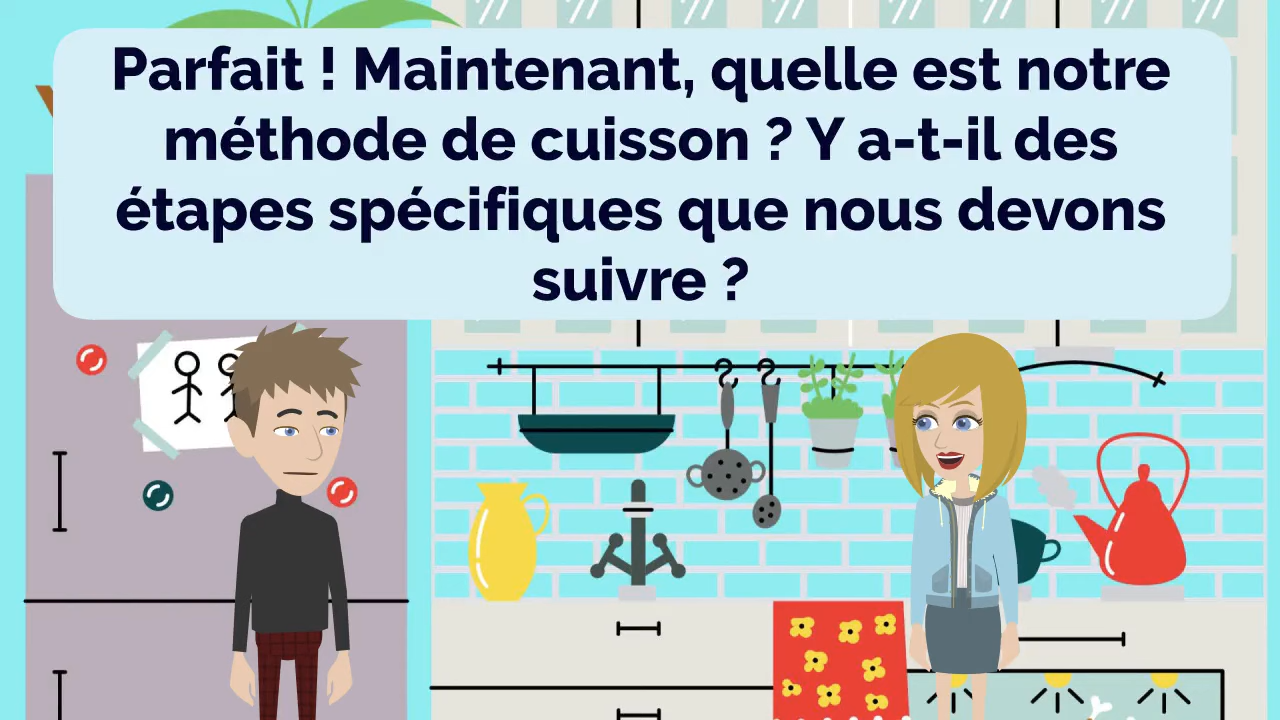 Parfait ! Maintenant, quelle est notre
méthode de cuisson ? Y a-t-il des
étapes spécifiques que nous devons
suivre ?